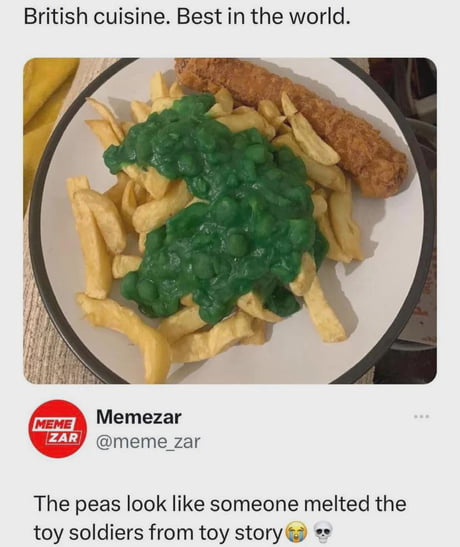 British cuisine. Best in the world.
MEME
ZAR
Memezar
@meme_zar
The peas look like someone melted the
toy soldiers from toy story😭💀